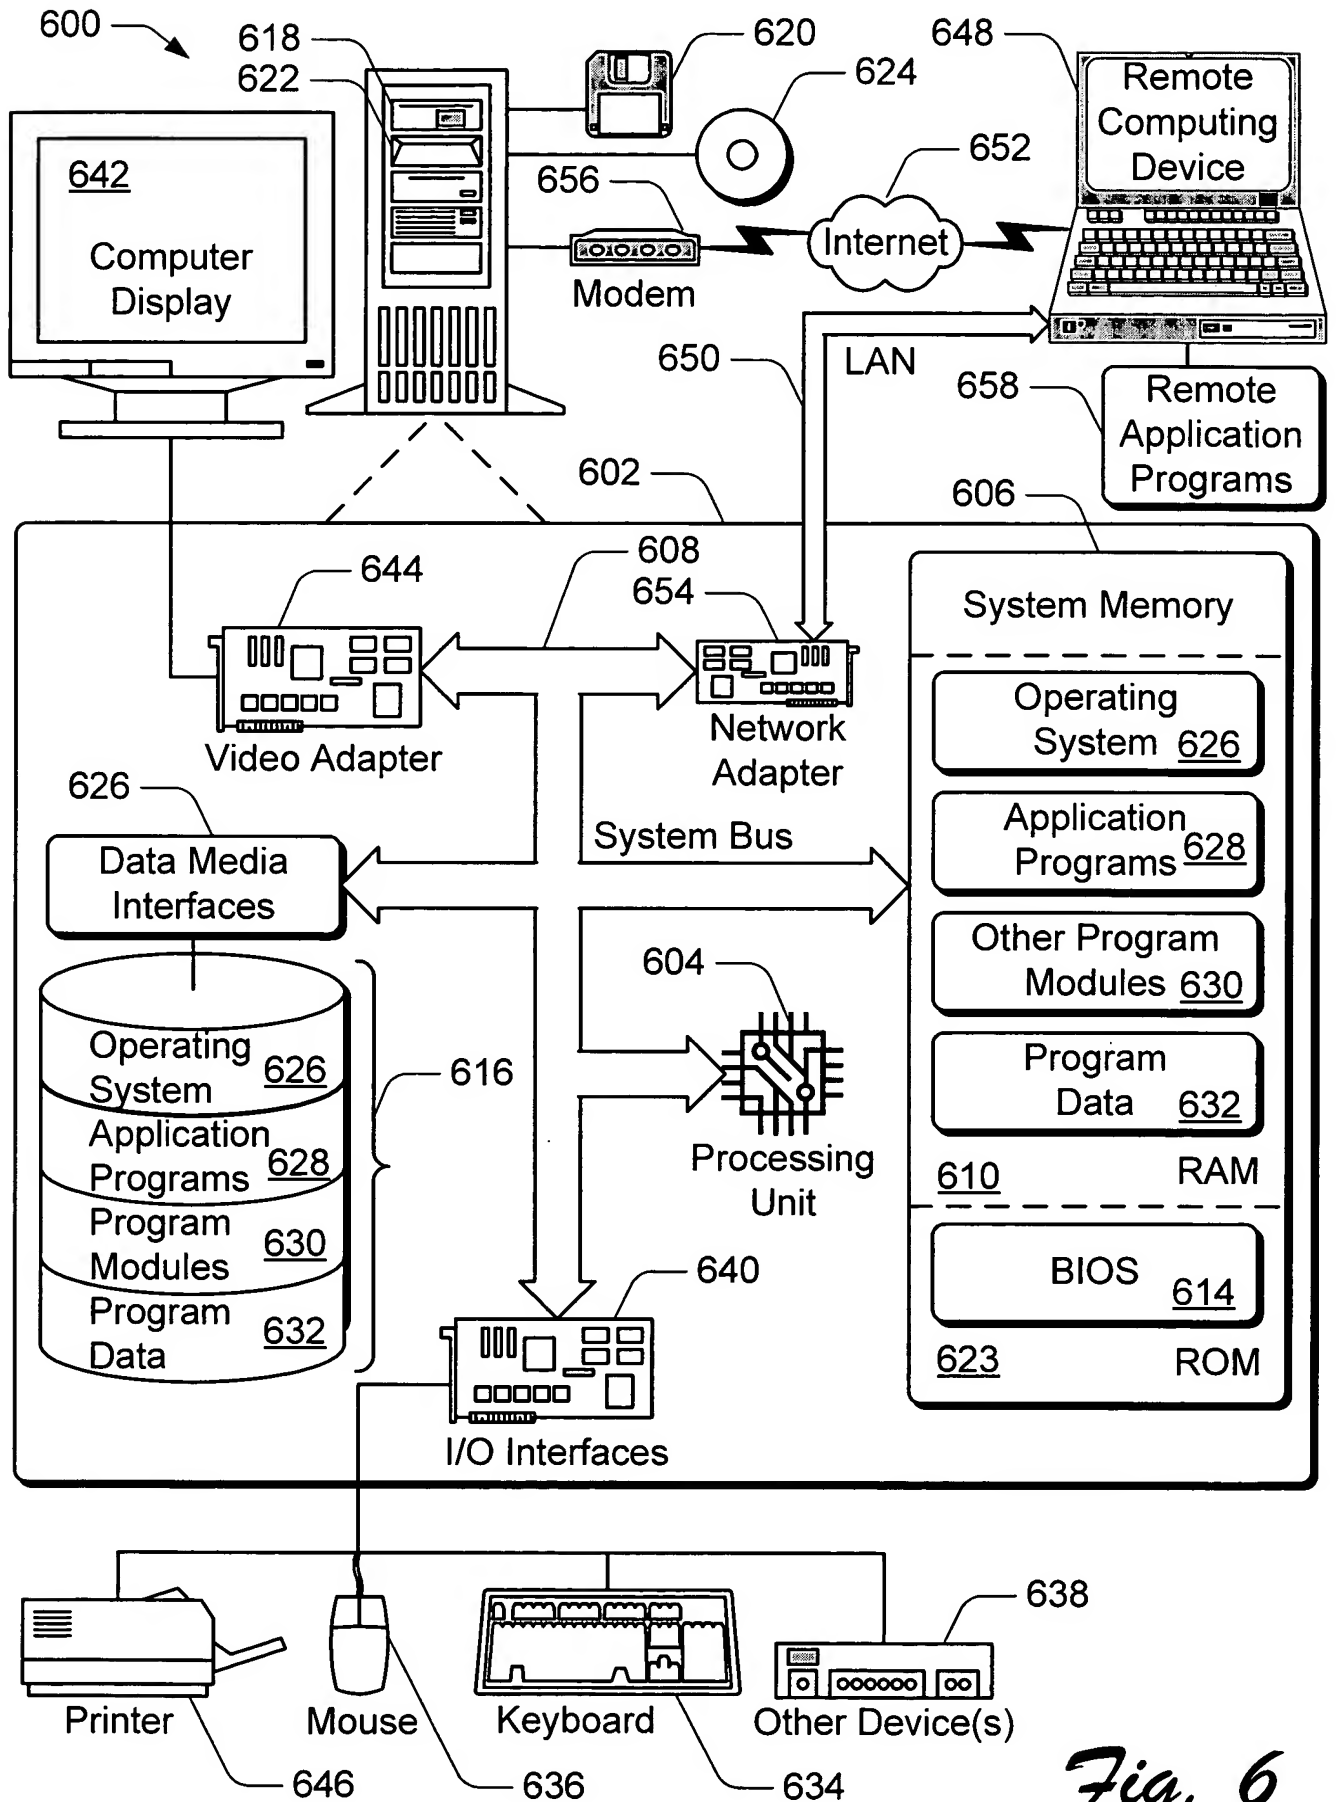 600
618
622
620
624
648
Remote
Computing
Device
642
Computer
Display
656
652
Internet
Modem
650
LAN
658
Remote
Application
Programs
602
606
608
644
654
System Memory
Video Adapter
Network
Adapter
Operating
System 626
626
Data Media
Interfaces
System Bus
Application
Programs 628
Other Program
Modules 630
604
Processing
Unit
Program
Data 632
610 RAM
Operating
System 626
Application
Programs 628
Program
Modules 630
Program
Data 632
616
BIOS 614
623 ROM
640
I/O Interfaces
638
Printer
Mouse
Keyboard
Other Device(s)
646
636
634
Fig. 6